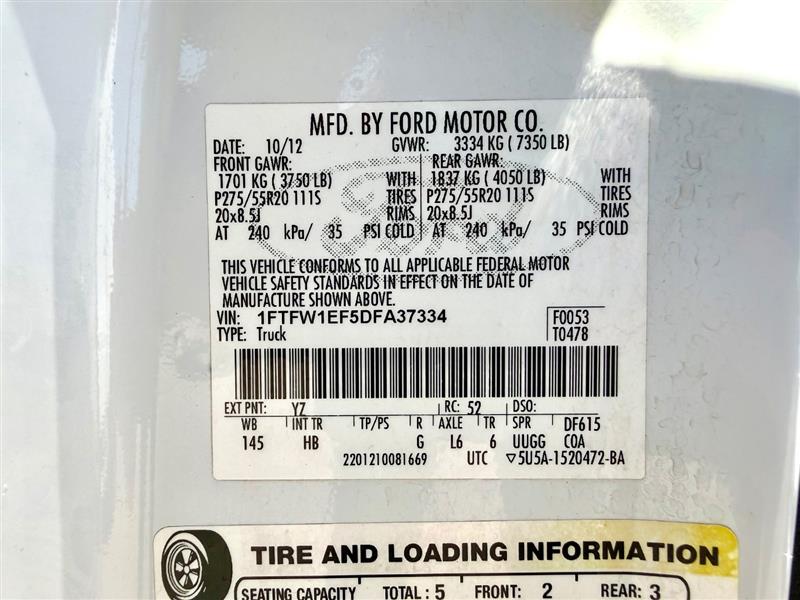 MFD. BY FORD MOTOR CO.
DATE: 10/12 GVWR: 3334 KG ( 7350 LB)
FRONT GAWR: REAR GAWR:
1701 KG ( 3750 LB) WITH 1837 KG ( 4050 LB) WITH
P275/55R20 111S TIRES P275/55R20 111S TIRES
20x8.5J RIMS 20x8.5J RIMS
AT 240 kPa/ 35 PSI COLD AT 240 kPa/ 35 PSI COLD
Ford
THIS VEHICLE CONFORMS TO ALL APPLICABLE FEDERAL MOTOR
VEHICLE SAFETY STANDARDS IN EFFECT ON THE DATE OF
MANUFACTURE SHOWN ABOVE.
VIN: 1FTFW1EF5DFA37334 F0053
TYPE: Truck T0478
EXT PNT: YZ RC: 52 DSO:
WB INT TR TP/PS R AXLE TR SPR DF615
145 HB G L6 6 UUGG COA
2201210081669 UTC ▽5U5A-1520472-BA
TIRE AND LOADING INFORMATION
SEATING CAPACITY TOTAL : 5 FRONT: 2 REAR: 3